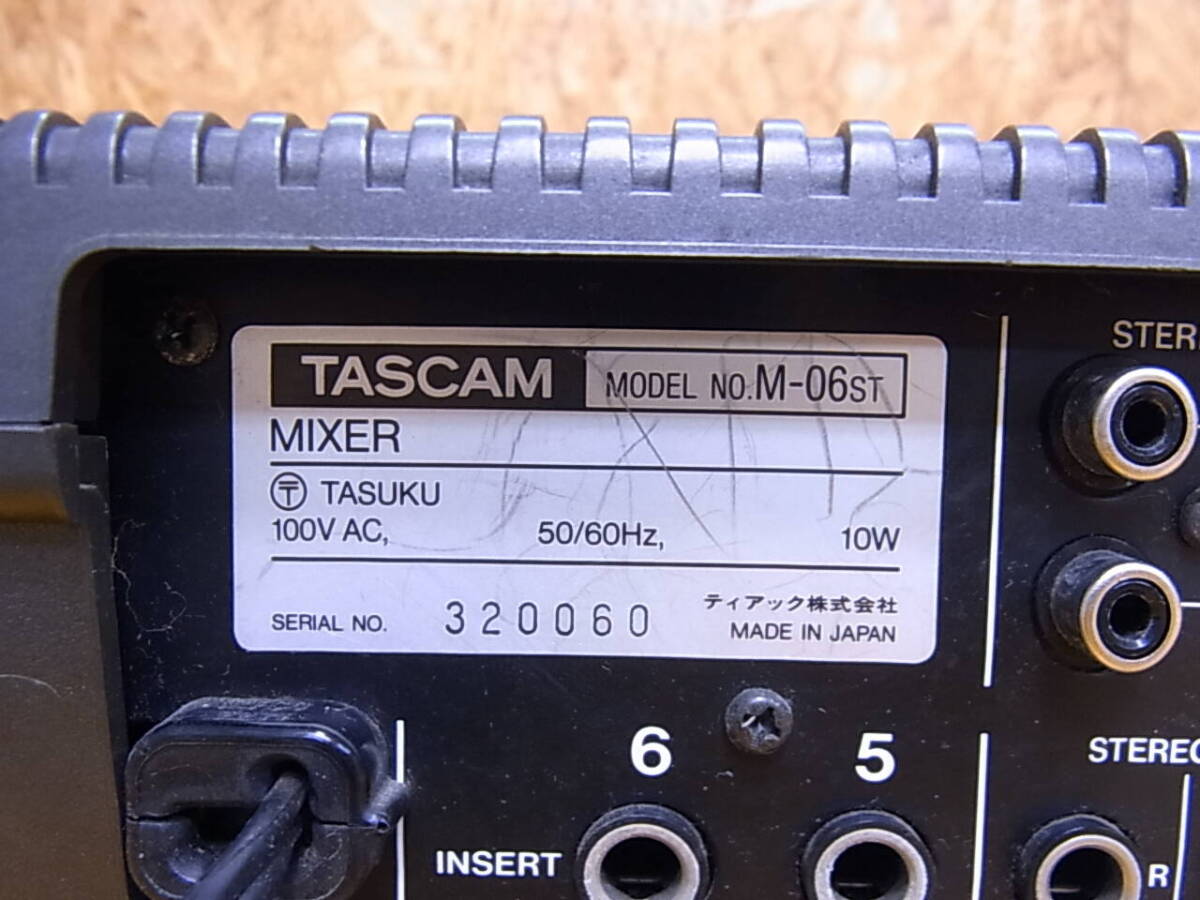 TASCAM MODEL NO. M-06ST
MIXER
〒 TASUKU
100V AC, 50/60Hz, 10W
SERIAL NO. 320060
ティアック株式会社
MADE IN JAPAN
STER
6 5
STEREO
INSERT
R